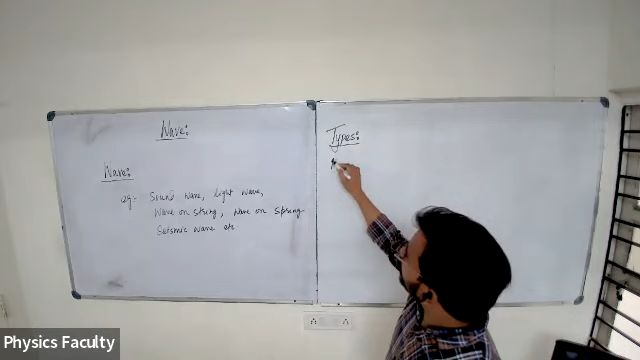 Wave:
Wave:
eg:- Sound wave, light wave,
Wave on string, wave on spring
Seismic wave etc
Types:
Physics Faculty